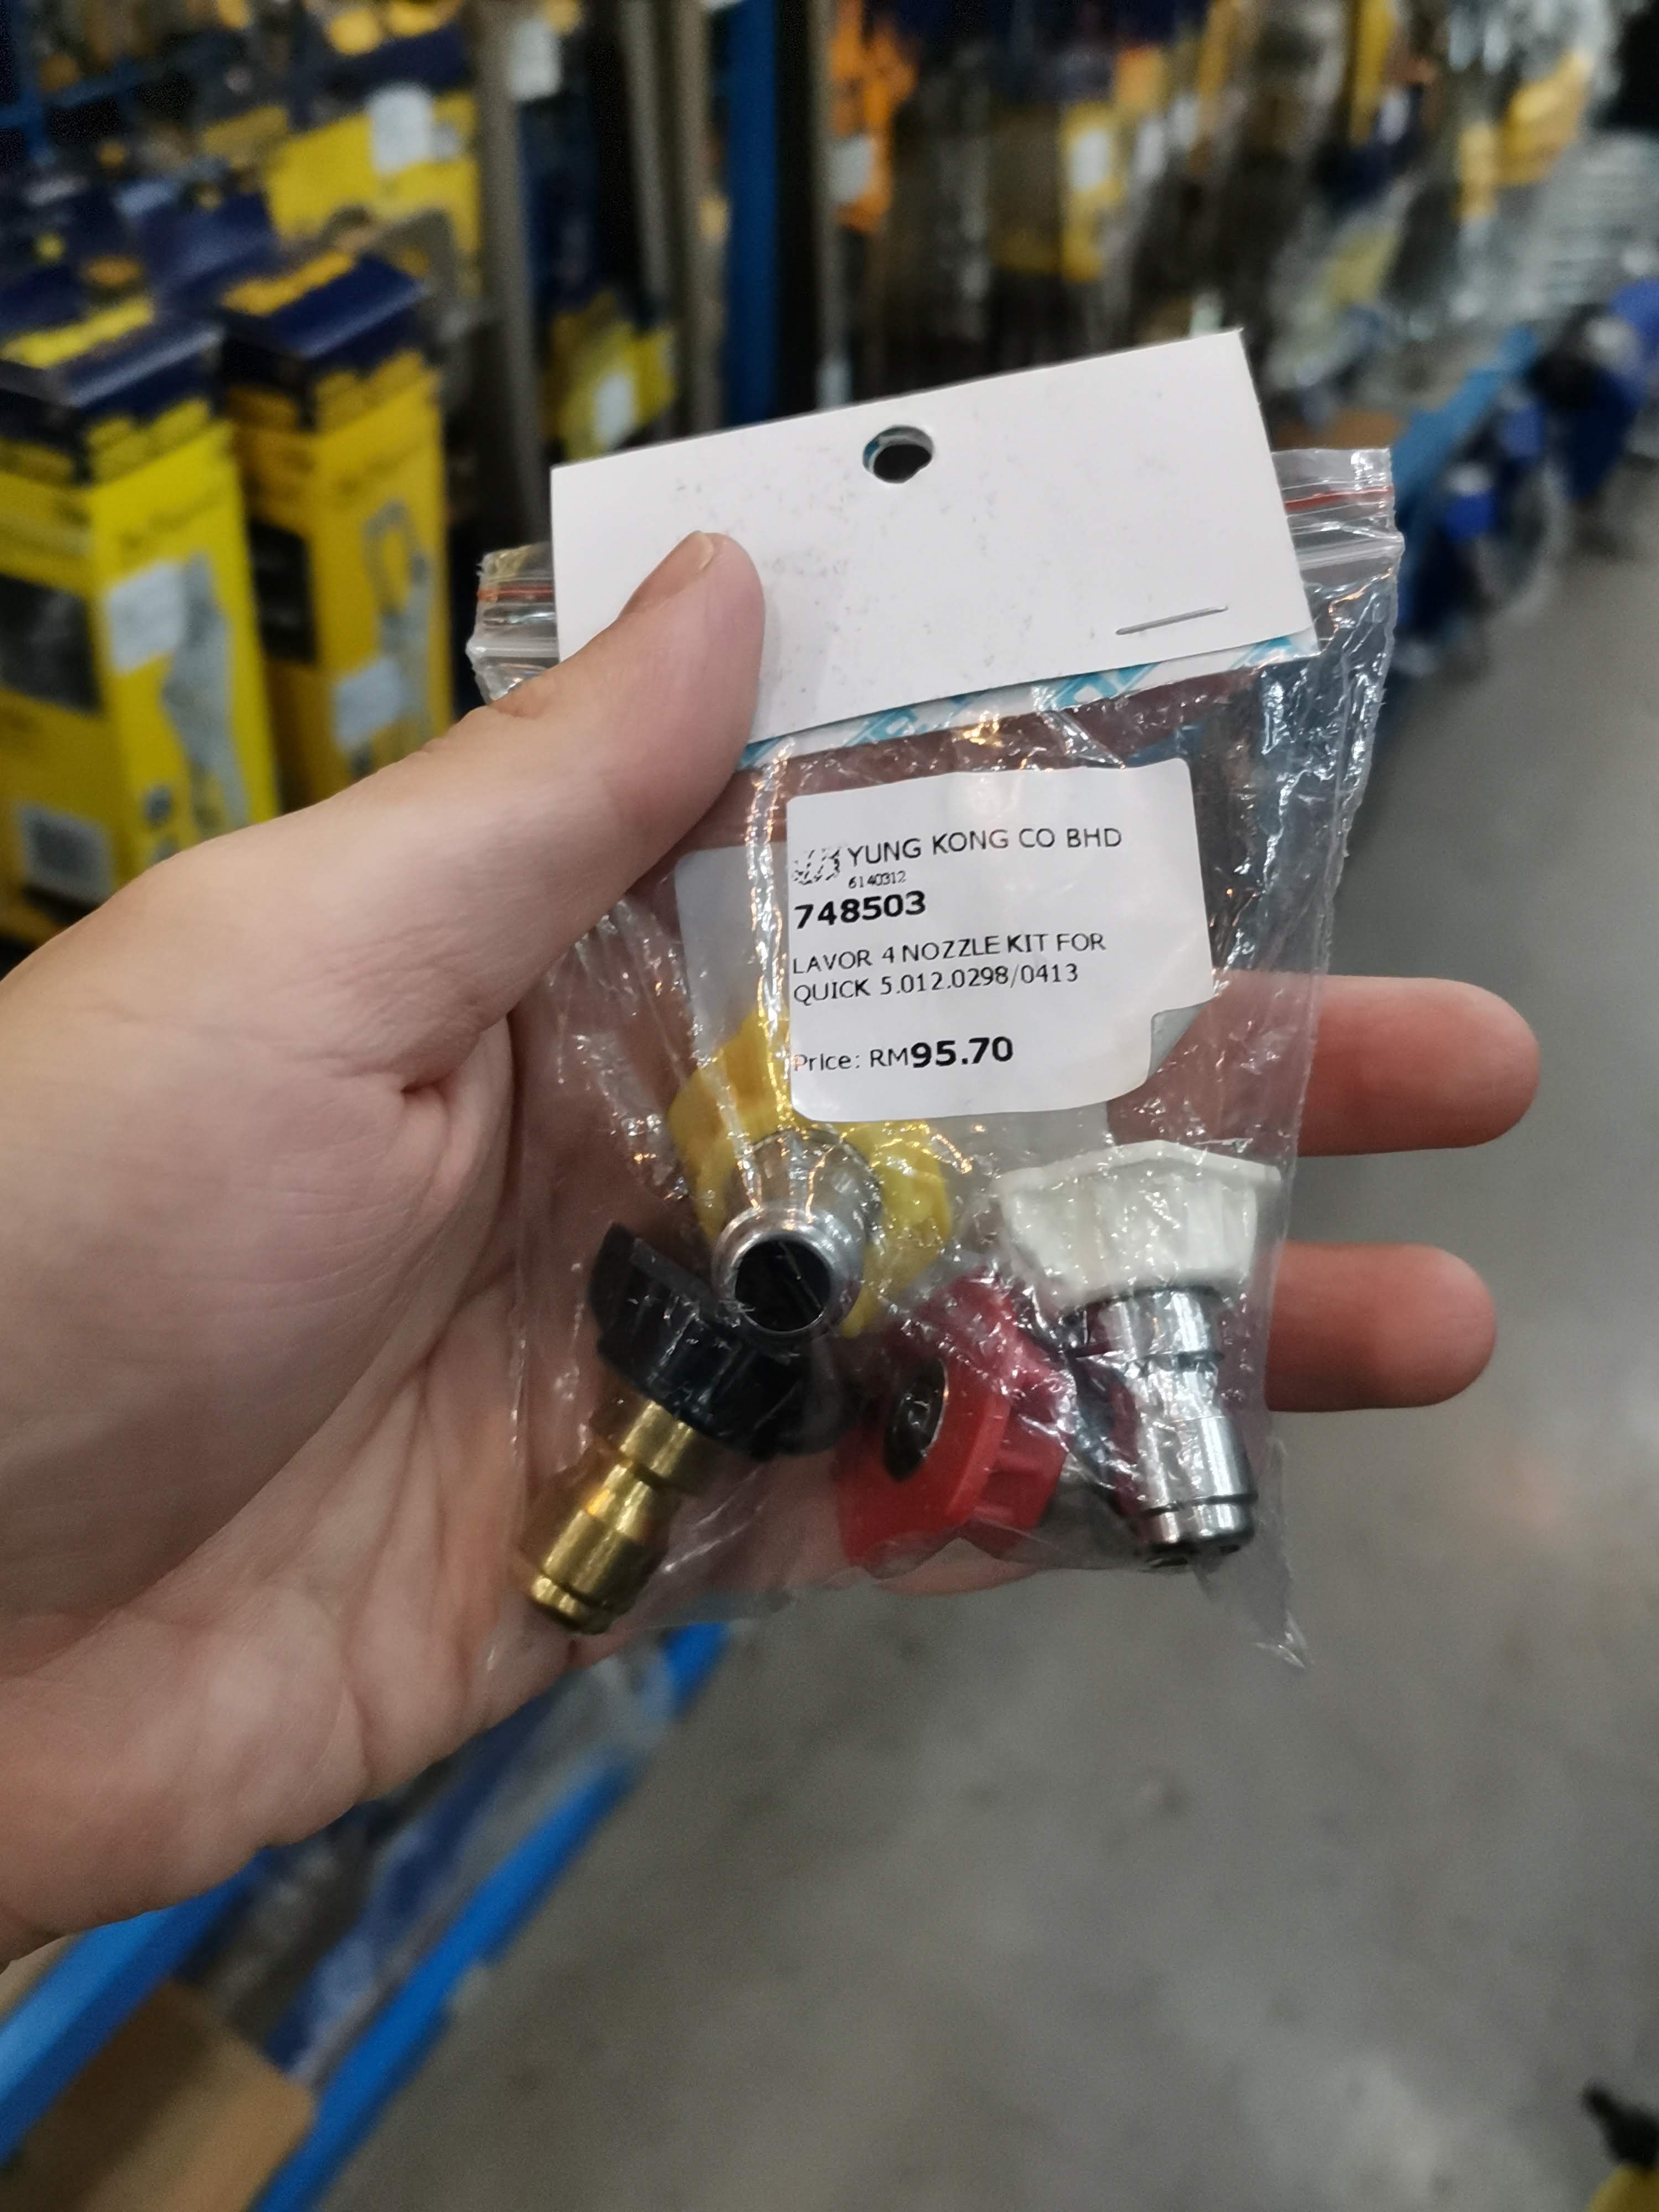 YUNG KONG CO BHD
6140312
748503
LAVOR 4 NOZZLE KIT FOR
QUICK 5.012.0298/0413
Price: RM95.70